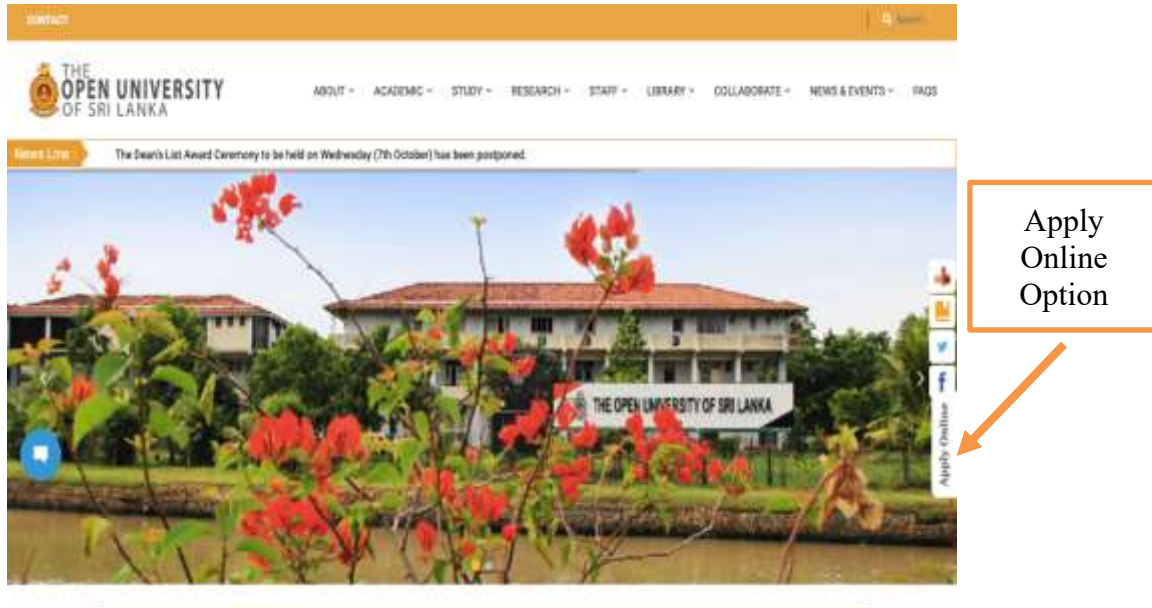 CONTACT
THE
OPEN UNIVERSITY
OF SRI LANKA
ABOUT
ACADEMIC
STUDY
RESEARCH
STAFF
LIBRARY
COLLABORATE
NEWS & EVENTS
FAQS
News Line
The Dean's List Award Ceremony to be held on Wednesday (7th October) has been postponed.
THE OPEN UNIVERSITY OF SRI LANKA
Apply Online
Apply
Online
Option